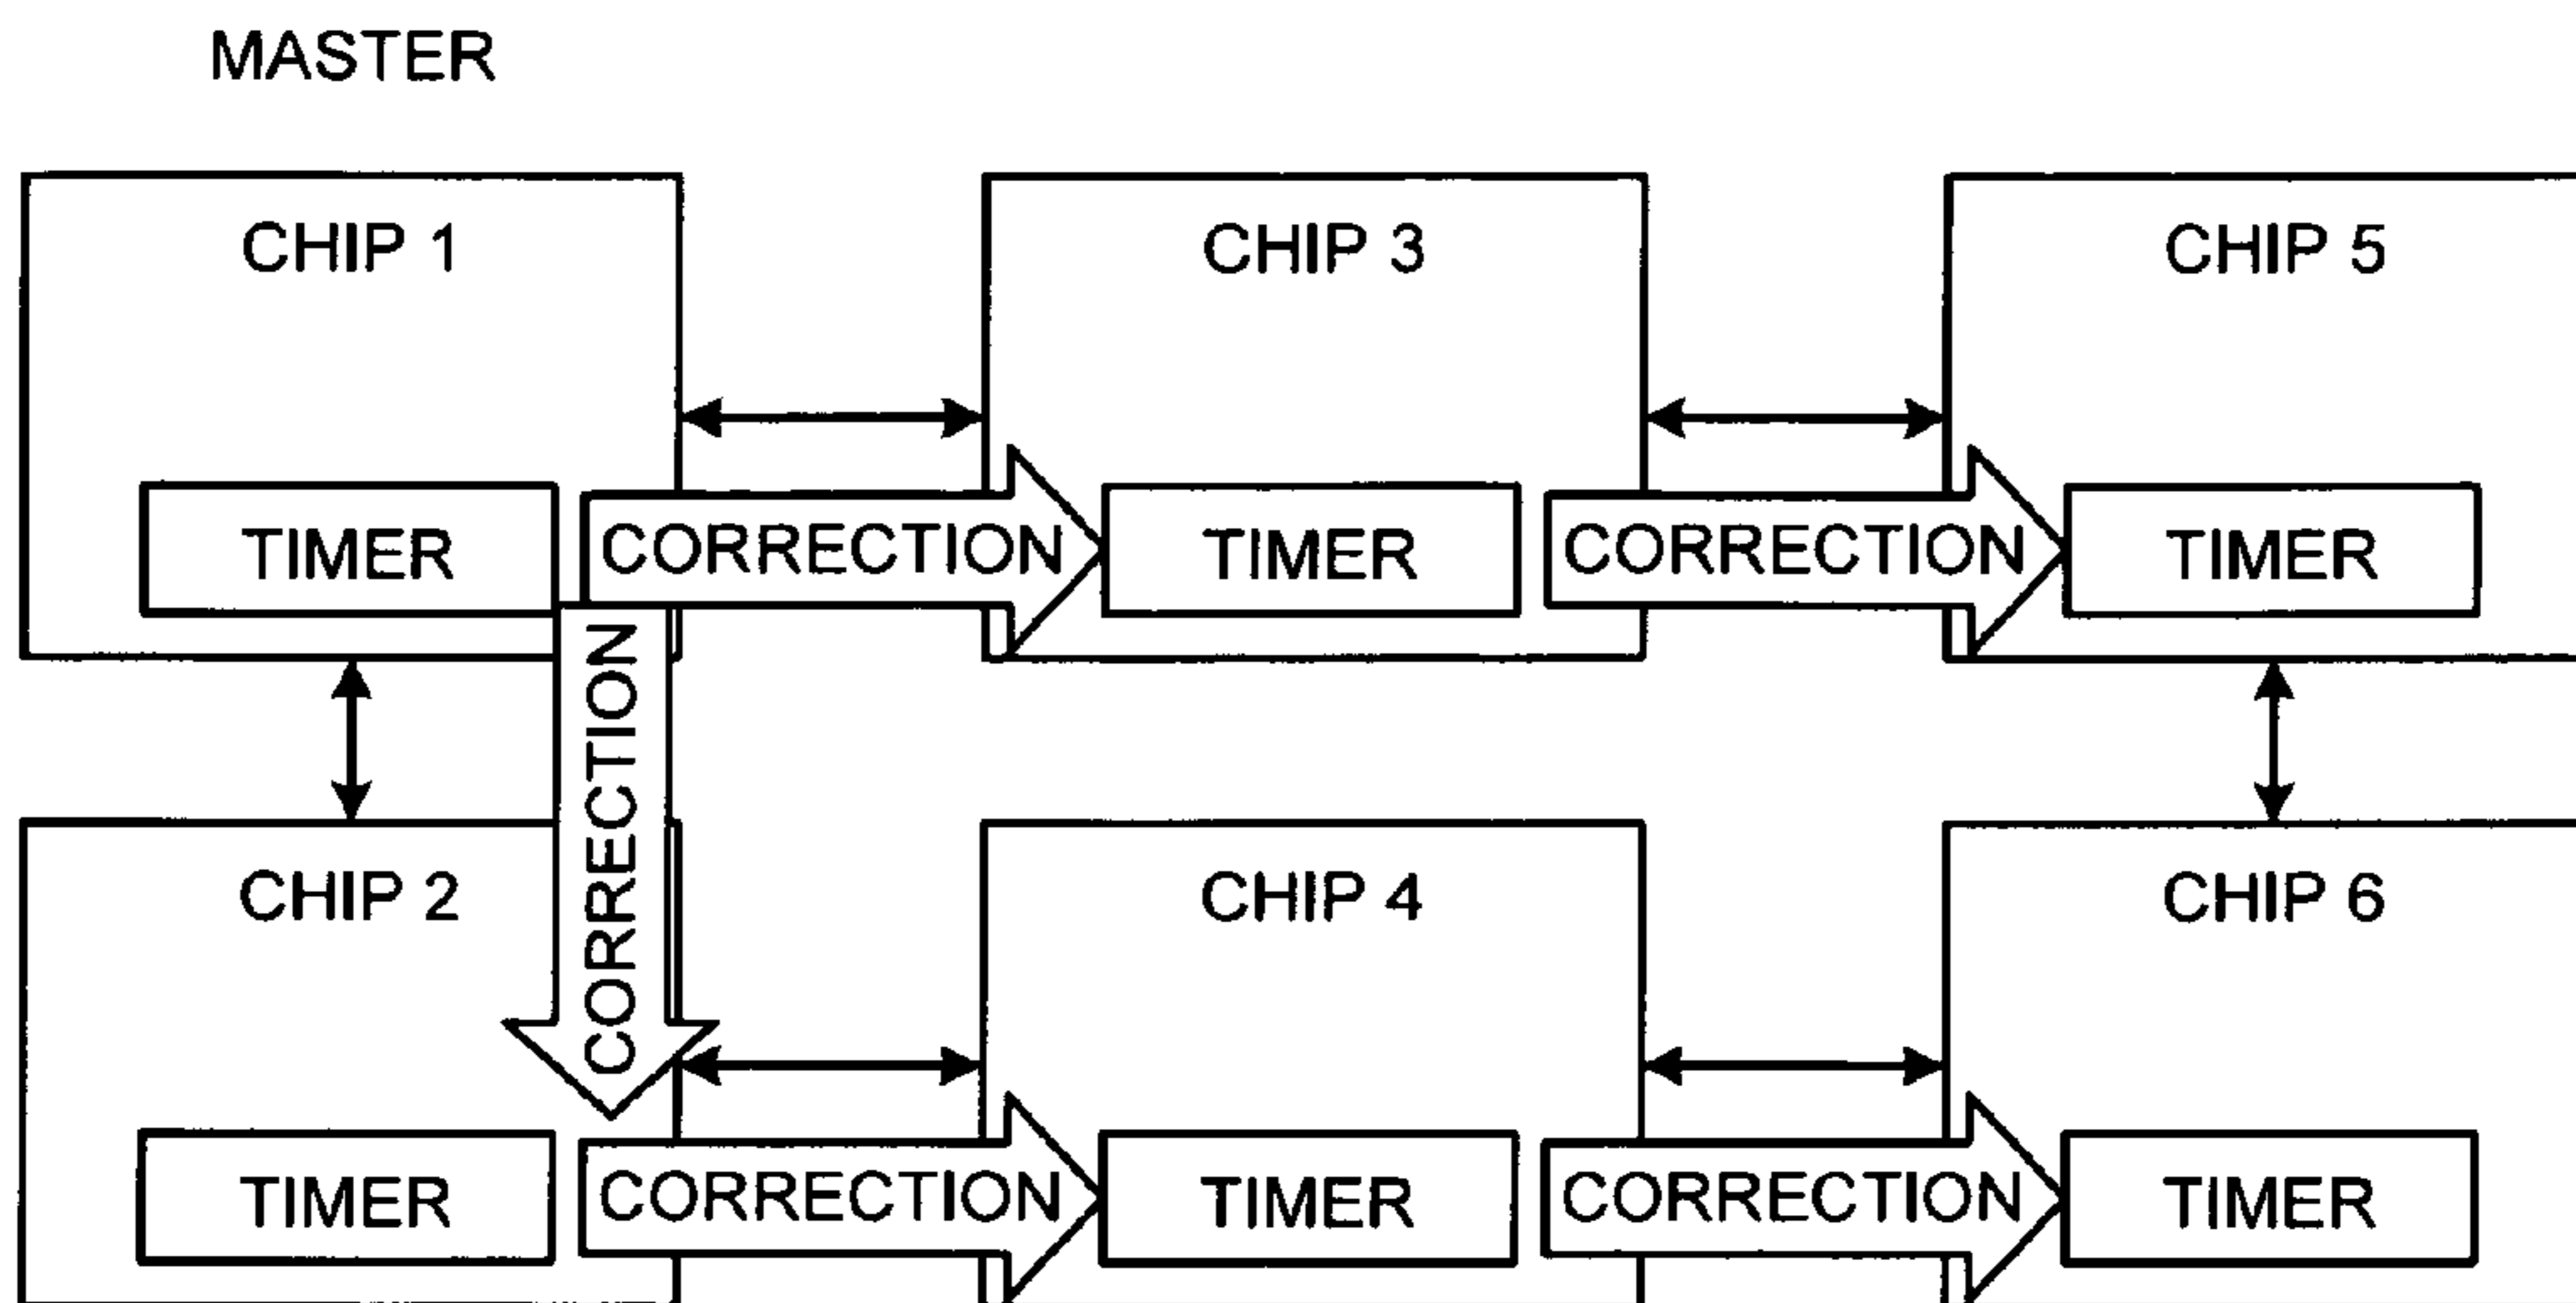 MASTER
CHIP 1
CHIP 3
CHIP 5
TIMER
CORRECTION
TIMER
CORRECTION
TIMER
CORRECTION
CHIP 2
CHIP 4
CHIP 6
TIMER
CORRECTION
TIMER
CORRECTION
TIMER